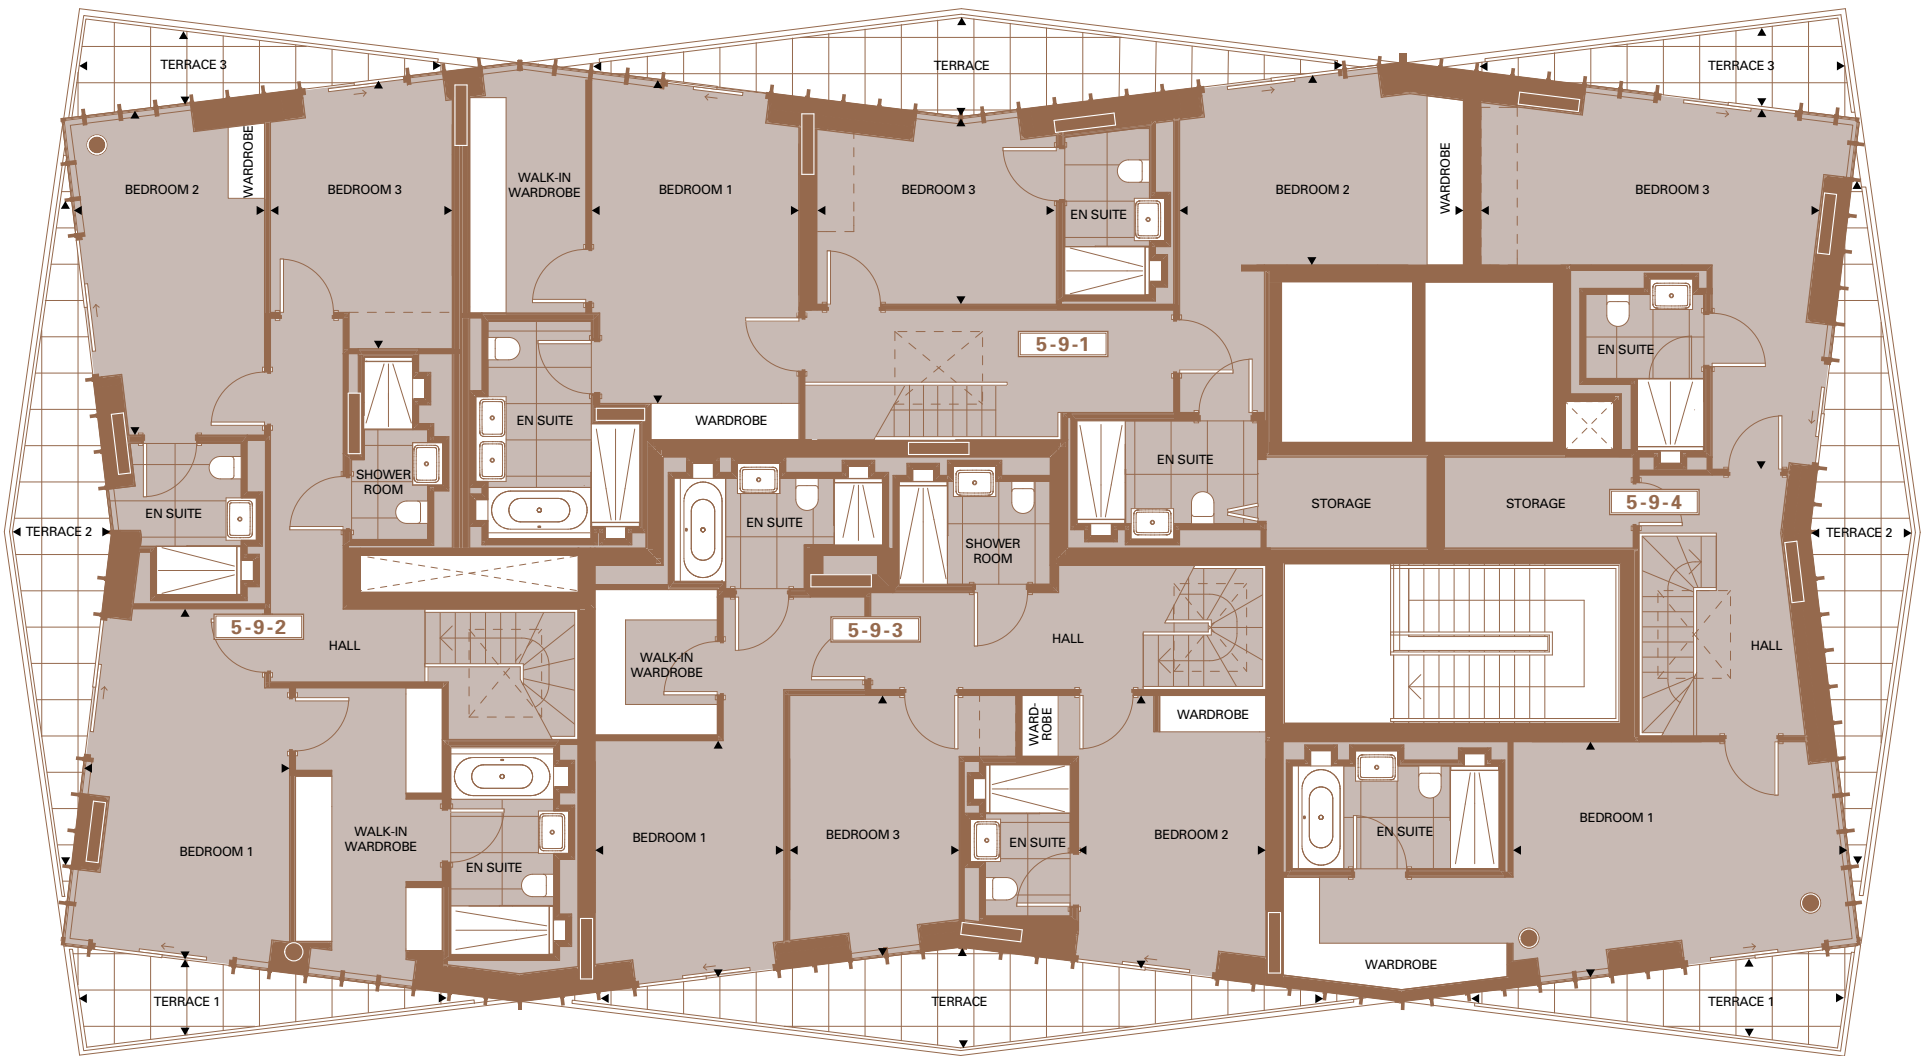 TERRACE 3
TERRACE
TERRACE 3
BEDROOM 2
WARDROBE
BEDROOM 3
WALK-IN
WARDROBE
BEDROOM 1
BEDROOM 3
EN SUITE
BEDROOM 2
WARDROBE
BEDROOM 3
5-9-1
EN SUITE
EN SUITE
WARDROBE
SHOWER
ROOM
EN SUITE
STORAGE
STORAGE
5-9-4
EN SUITE
EN SUITE
SHOWER
ROOM
TERRACE 2
TERRACE 2
5-9-2
HALL
5-9-3
HALL
HALL
WALK-IN
WARDROBE
WARD-
ROBE
WARDROBE
BEDROOM 1
WALK-IN
WARDROBE
EN SUITE
BEDROOM 1
BEDROOM 3
EN SUITE
BEDROOM 2
EN SUITE
BEDROOM 1
WARDROBE
TERRACE 1
TERRACE
TERRACE 1